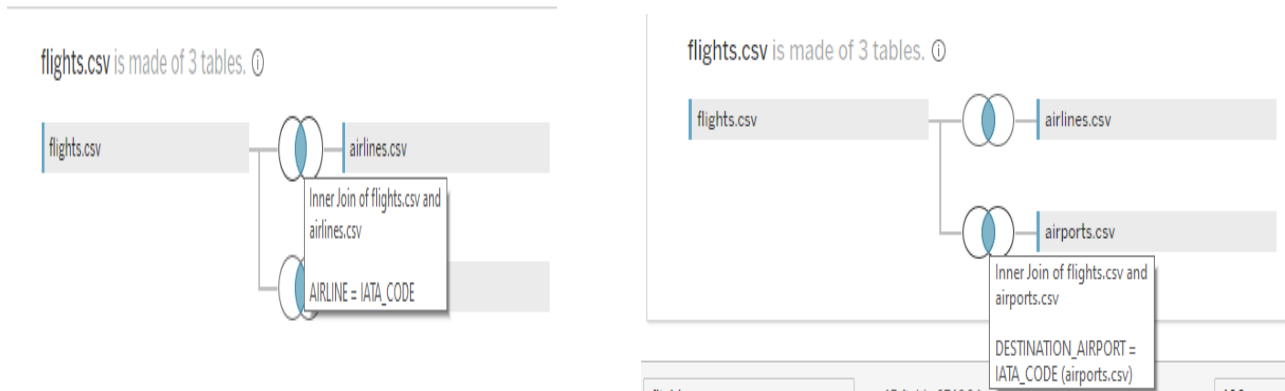 flights.csv is made of 3 tables.
flights.csv
airlines.csv
Inner Join of flights.csv and
airlines.csv
AIRLINE = IATA_CODE
flights.csv is made of 3 tables.
flights.csv
airlines.csv
airports.csv
Inner Join of flights.csv and
airports.csv
DESTINATION_AIRPORT =
IATA_CODE (airports.csv)